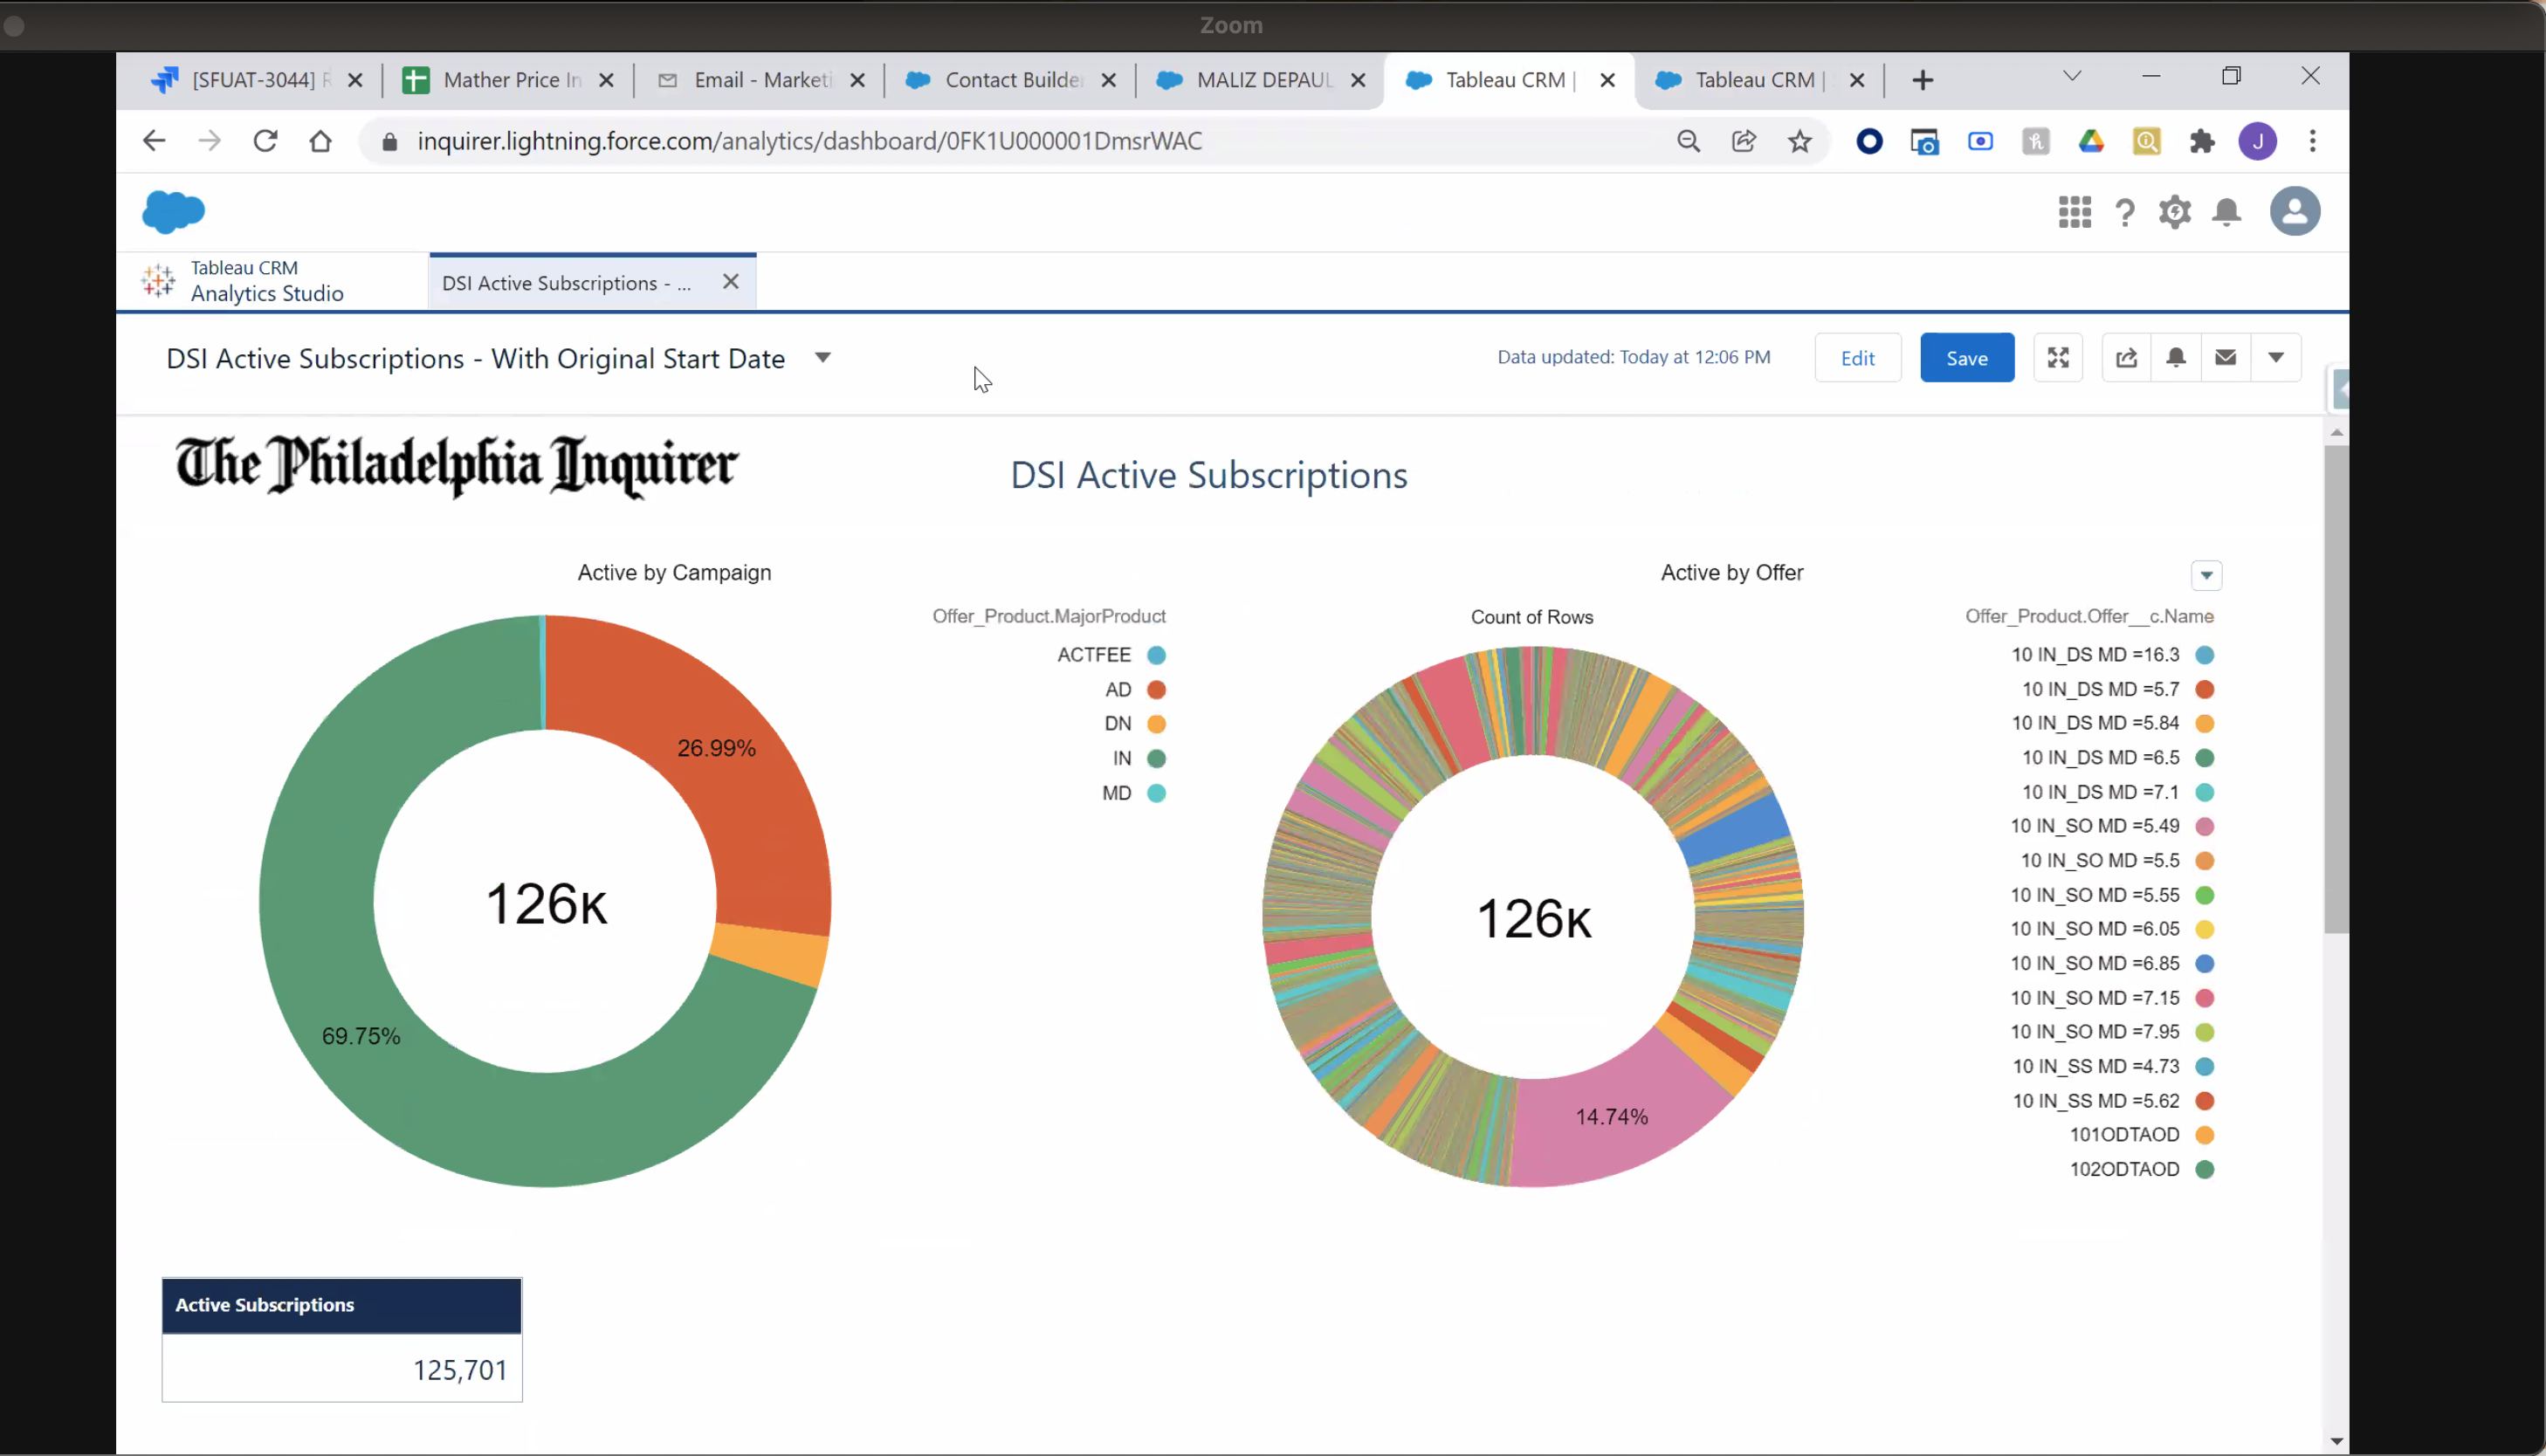 Zoom
[SFUAT-3044] R
Mather Price In
Email - Marketi
Contact Builder
MALIZ DEPAUL
Tableau CRM |
Tableau CRM |
inquirer.lightning.force.com/analytics/dashboard/0FK1U000001DmsrWAC
J
Tableau CRM
Analytics Studio
DSI Active Subscriptions - ...
DSI Active Subscriptions - With Original Start Date
Data updated: Today at 12:06 PM
Edit
Save
The Philadelphia Inquirer
DSI Active Subscriptions
Active by Campaign
Offer_Product.MajorProduct
ACTFEE
AD
DN
IN
MD
26.99%
126K
69.75%
Active by Offer
Count of Rows
126K
14.74%
Offer_Product.Offer__c.Name
10 IN_DS MD =16.3
10 IN_DS MD =5.7
10 IN_DS MD =5.84
10 IN_DS MD =6.5
10 IN_DS MD =7.1
10 IN_SO MD =5.49
10 IN_SO MD =5.5
10 IN_SO MD =5.55
10 IN_SO MD =6.05
10 IN_SO MD =6.85
10 IN_SO MD =7.15
10 IN_SO MD =7.95
10 IN_SS MD =4.73
10 IN_SS MD =5.62
101ODTAOD
102ODTAOD
Active Subscriptions
125,701